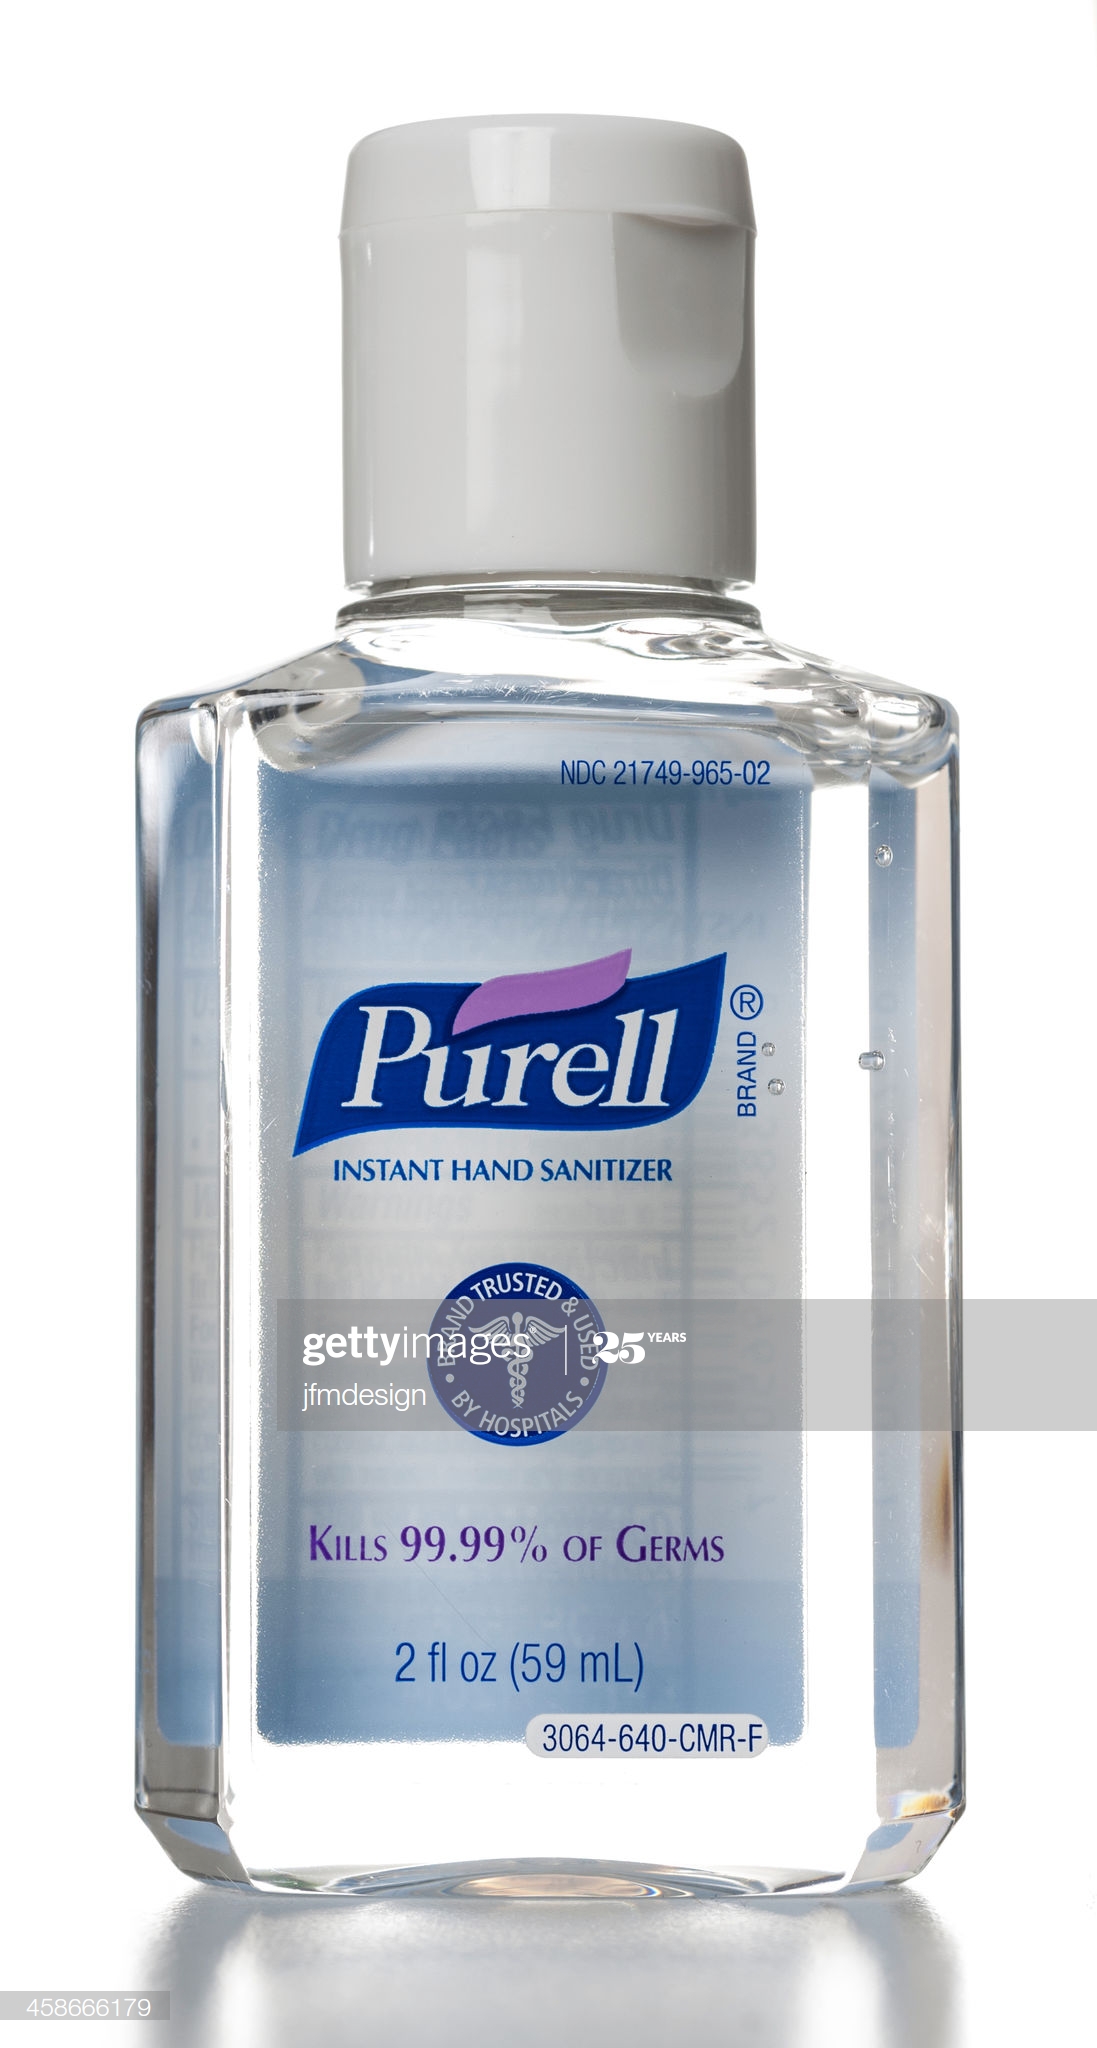 NDC 21749-965-02
Purell
BRAND ®
INSTANT HAND SANITIZER
BRAND TRUSTED & USED
• BY HOSPITALS •
gettyimages®
25 YEARS
jfmdesign
KILLS 99.99% OF GERMS
2 fl oz (59 mL)
3064-640-CMR-F
458666179